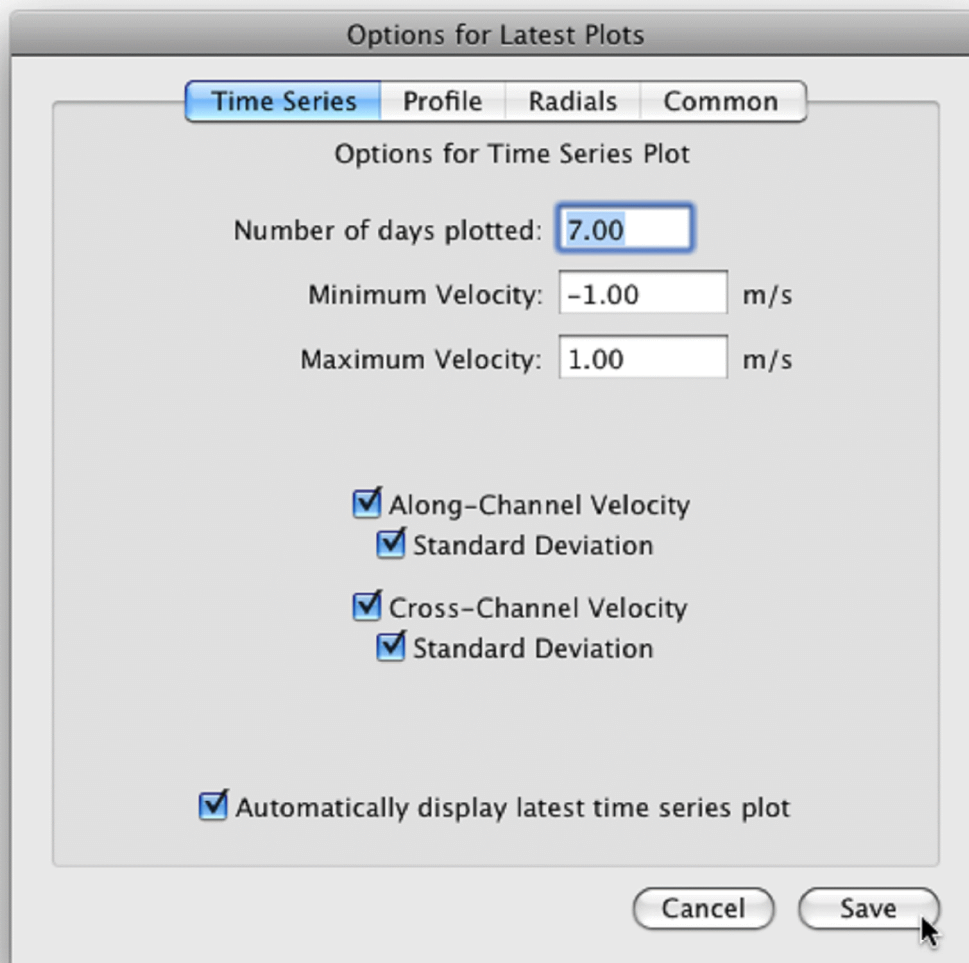 Options for Latest Plots
Time Series Profile Radials Common
Options for Time Series Plot
Number of days plotted: 7.00
Minimum Velocity: -1.00 m/s
Maximum Velocity: 1.00 m/s
Along-Channel Velocity
Standard Deviation
Cross-Channel Velocity
Standard Deviation
Automatically display latest time series plot
Cancel Save